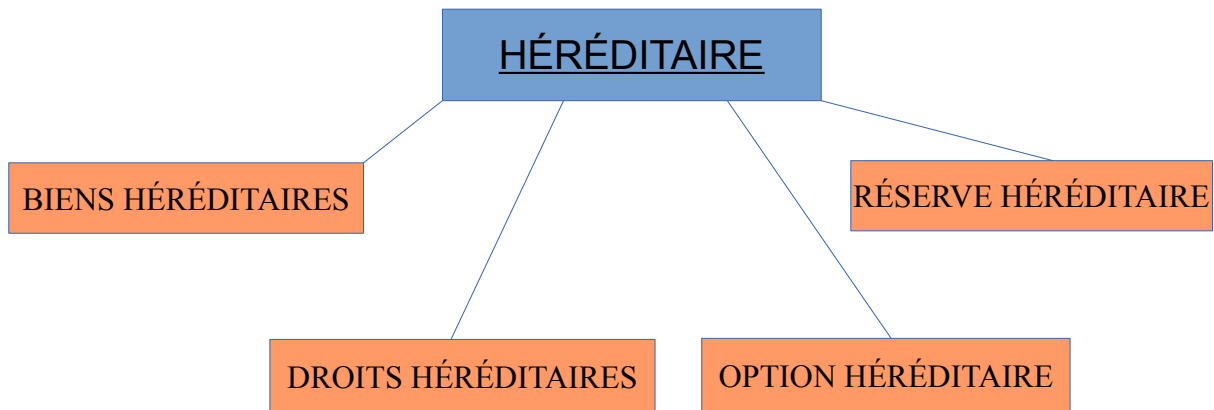 HÉRÉDITAIRE
BIENS HÉRÉDITAIRES
RÉSERVE HÉRÉDITAIRE
DROITS HÉRÉDITAIRES
OPTION HÉRÉDITAIRE